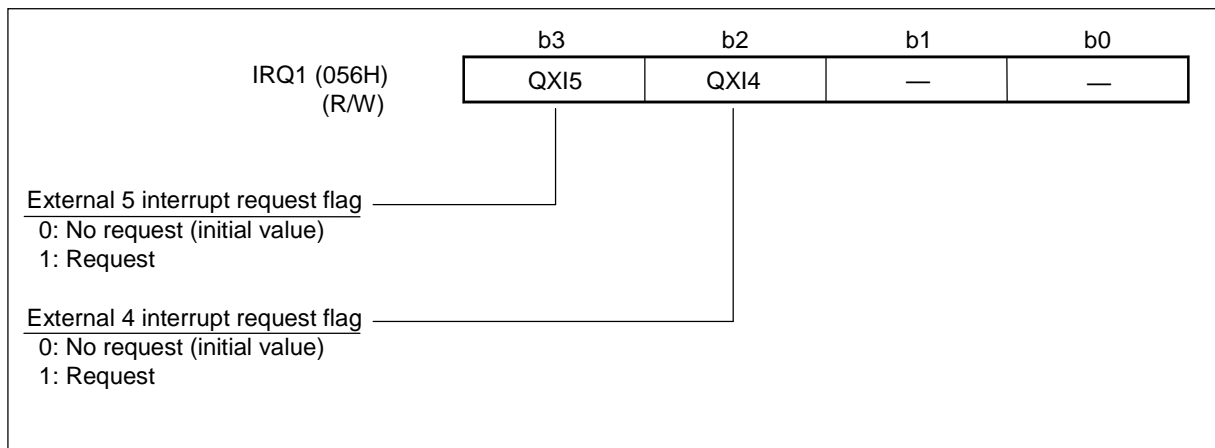 b3 b2 b1 b0
IRQ1 (056H) QXI5 QXI4 — —
(R/W)
External 5 interrupt request flag
0: No request (initial value)
1: Request
External 4 interrupt request flag
0: No request (initial value)
1: Request